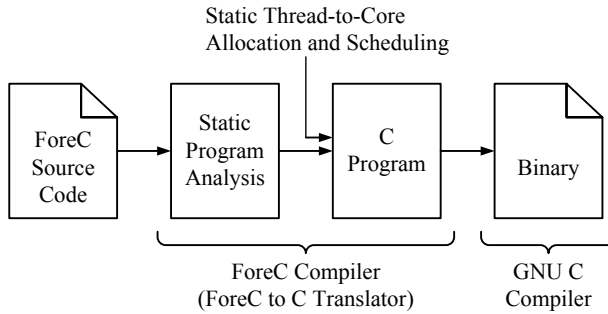 Static Thread-to-Core
Allocation and Scheduling
ForeC
Source
Code
Static
Program
Analysis
C
Program
Binary
ForeC Compiler
(ForeC to C Translator)
GNU C
Compiler